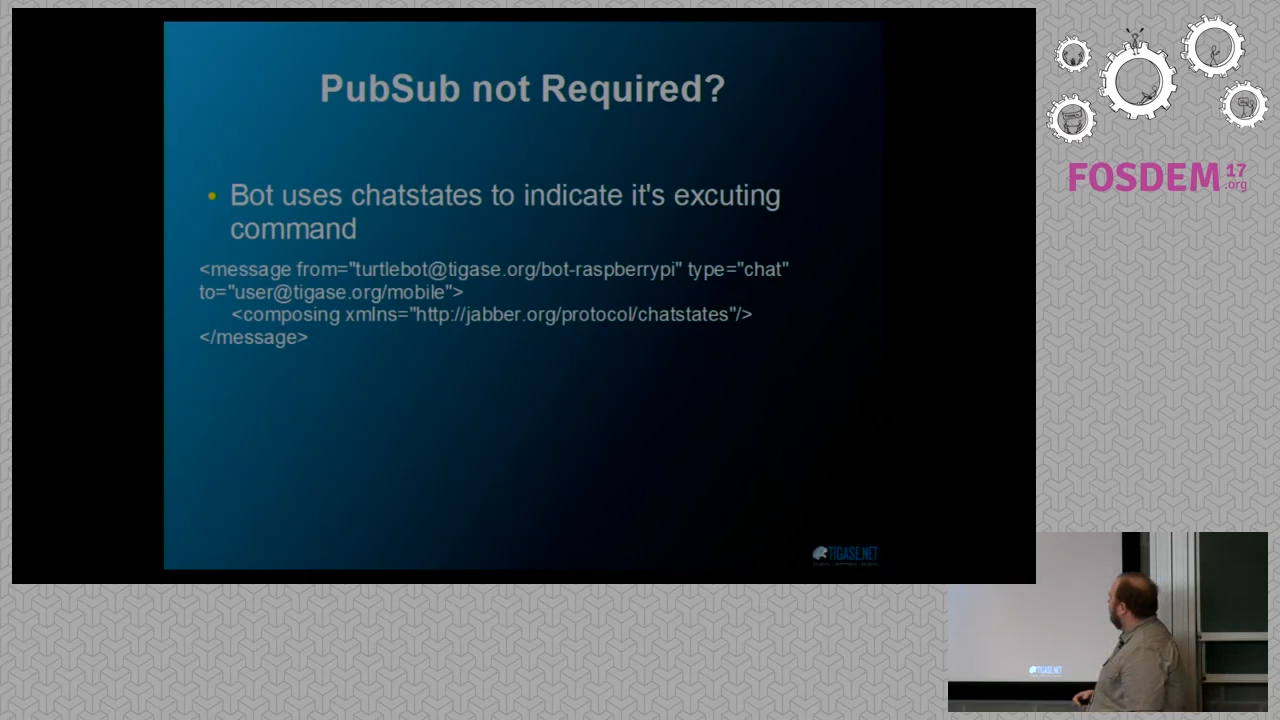 PubSub not Required?
Bot uses chatstates to indicate it's excuting
command
<message from="turtlebot@tigase.org/bot-raspberrypi" type="chat"
to="user@tigase.org/mobile">
<composing xmlns="http://jabber.org/protocol/chatstates"/>
</message>
TIGASE.NET
FOSDEM 17
.org
TIGASE.NET